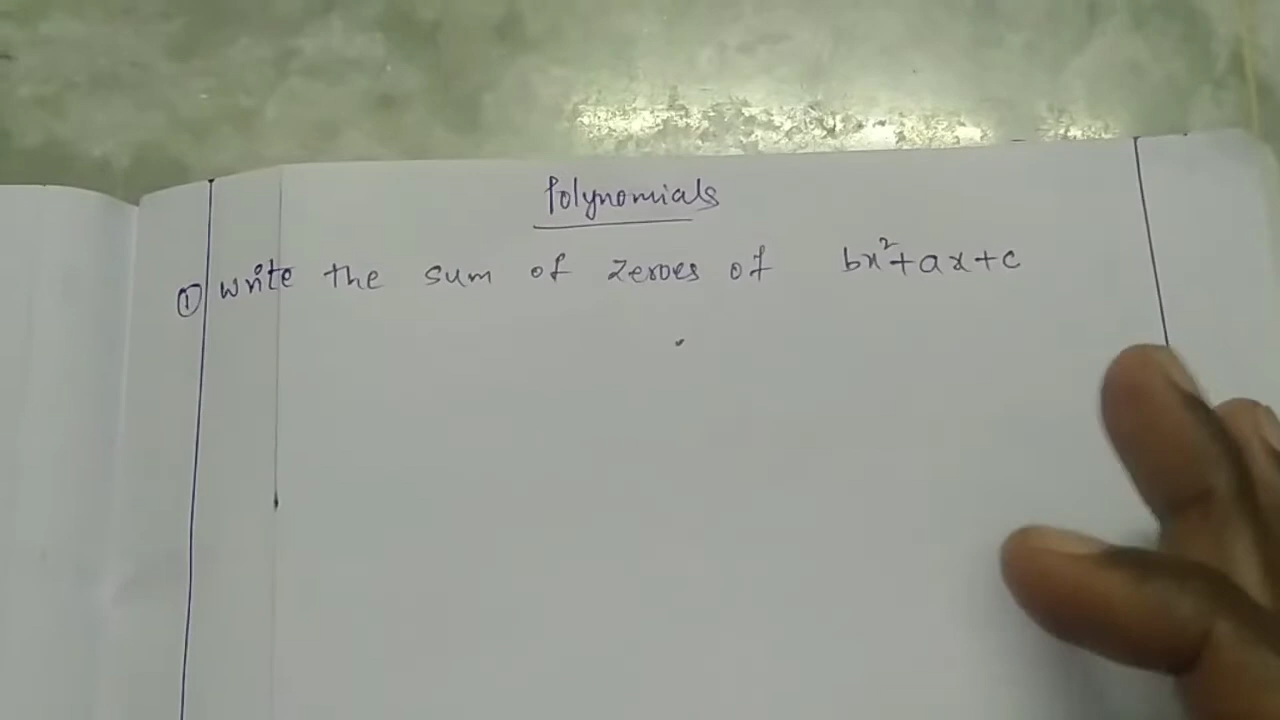 Polynomials
① Write the sum of zeroes of bx²+ax+c